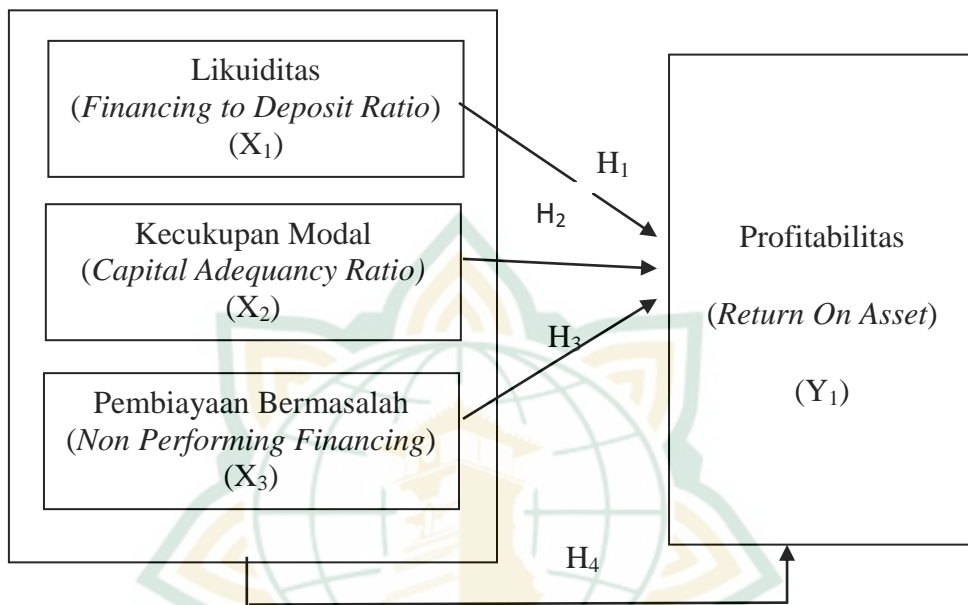 Likuiditas
(Financing to Deposit Ratio)
(X₁)
H₁
H₂
Kecukupan Modal
(Capital Adequancy Ratio)
(X₂)
H₃
Pembiayaan Bermasalah
(Non Performing Financing)
(X₃)
H₄
Profitabilitas
(Return On Asset)
(Y₁)